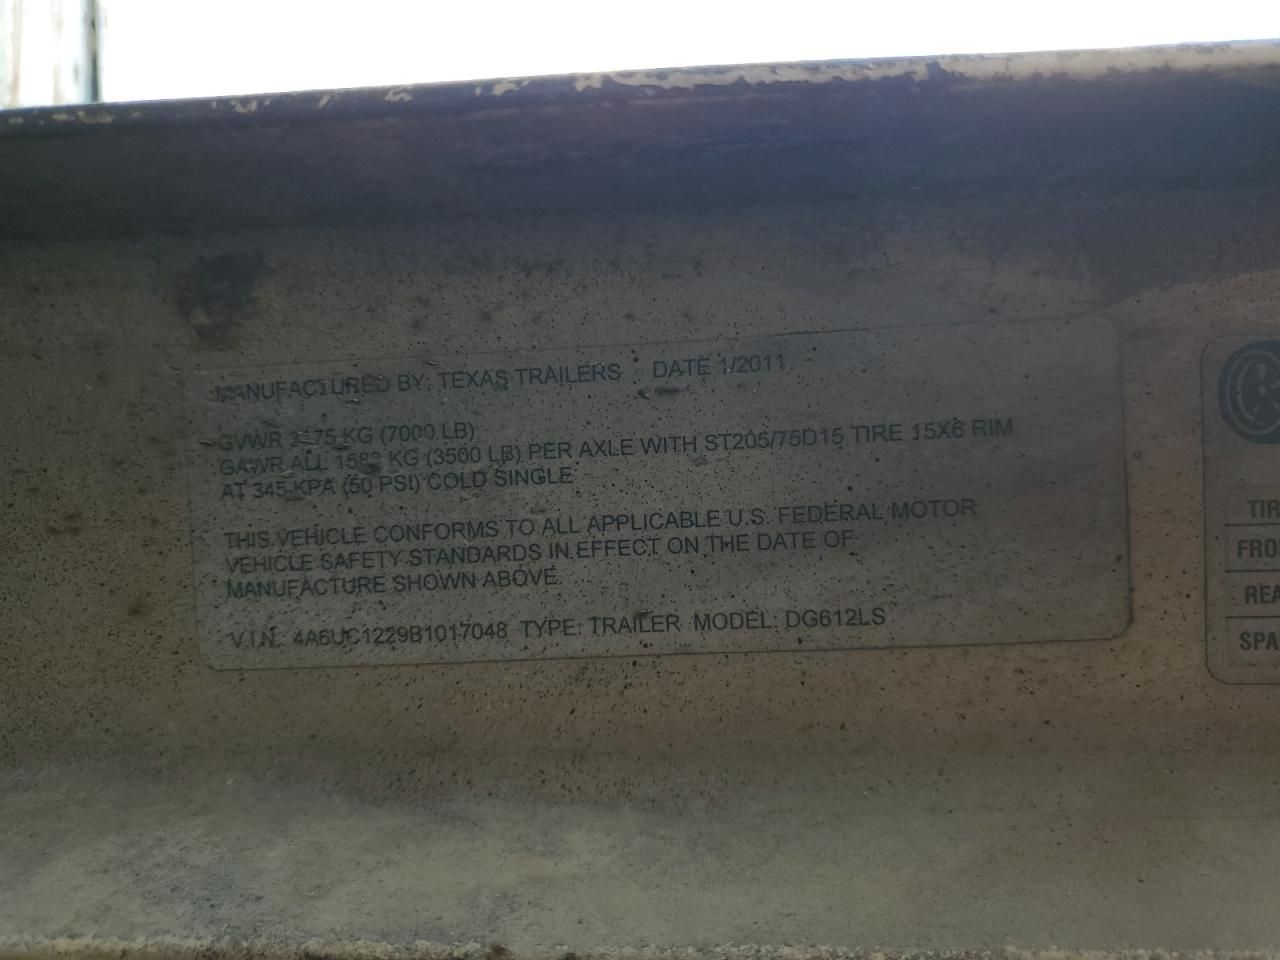 MANUFACTURED BY: TEXAS TRAILERS DATE 1/2011
GVWR 3175 KG (7000 LB)
GAWR ALL 1588 KG (3500 LB) PER AXLE WITH ST205/75D15 TIRE 15X6 RIM
AT 345 KPA (50 PSI) COLD SINGLE
THIS VEHICLE CONFORMS TO ALL APPLICABLE U.S. FEDERAL MOTOR
VEHICLE SAFETY STANDARDS IN EFFECT ON THE DATE OF
MANUFACTURE SHOWN ABOVE.
V.I.N. 4A6UC1229B1017048 TYPE: TRAILER MODEL: DG612LS
TIR
FRO
REA
SPA